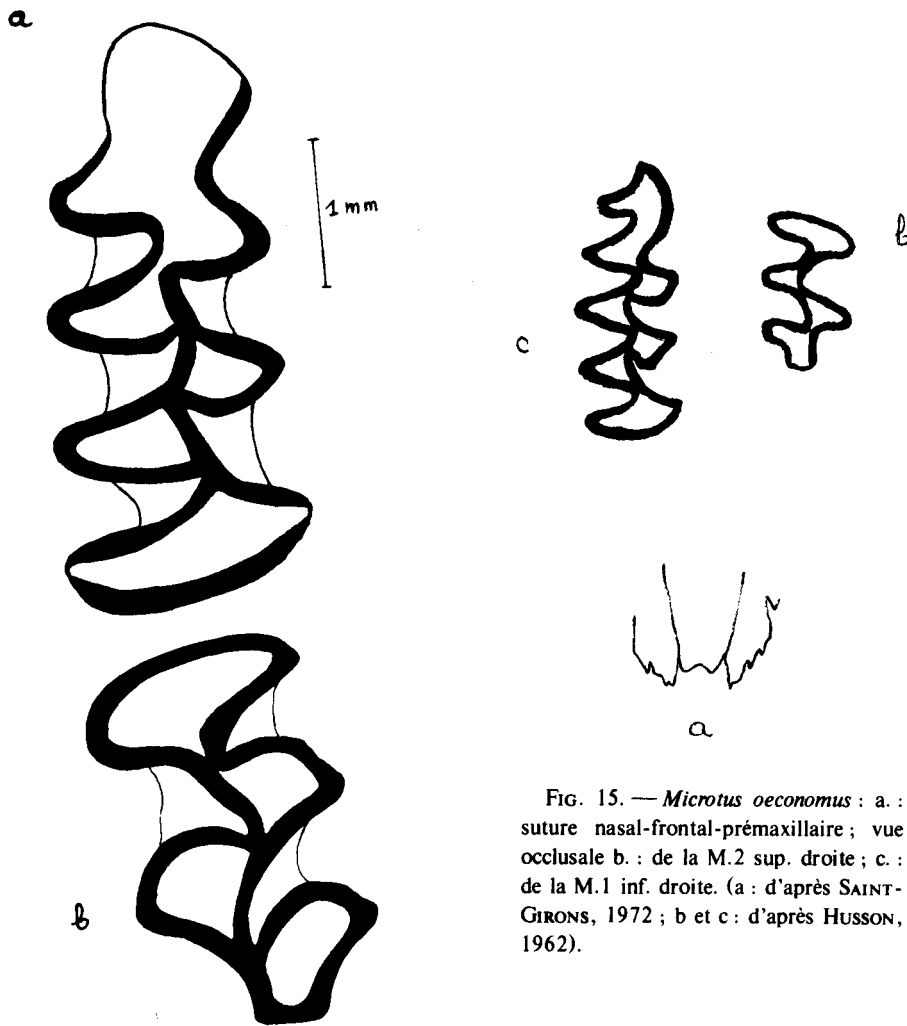 a
1 mm
b
c
b
a
FIG. 15. — Microtus oeconomus : a. :
suture nasal-frontal-prémaxillaire ; vue
occlusale b. : de la M.2 sup. droite ; c. :
de la M.1 inf. droite. (a : d'après SAINT-
GIRONS, 1972 ; b et c : d'après HUSSON,
1962).